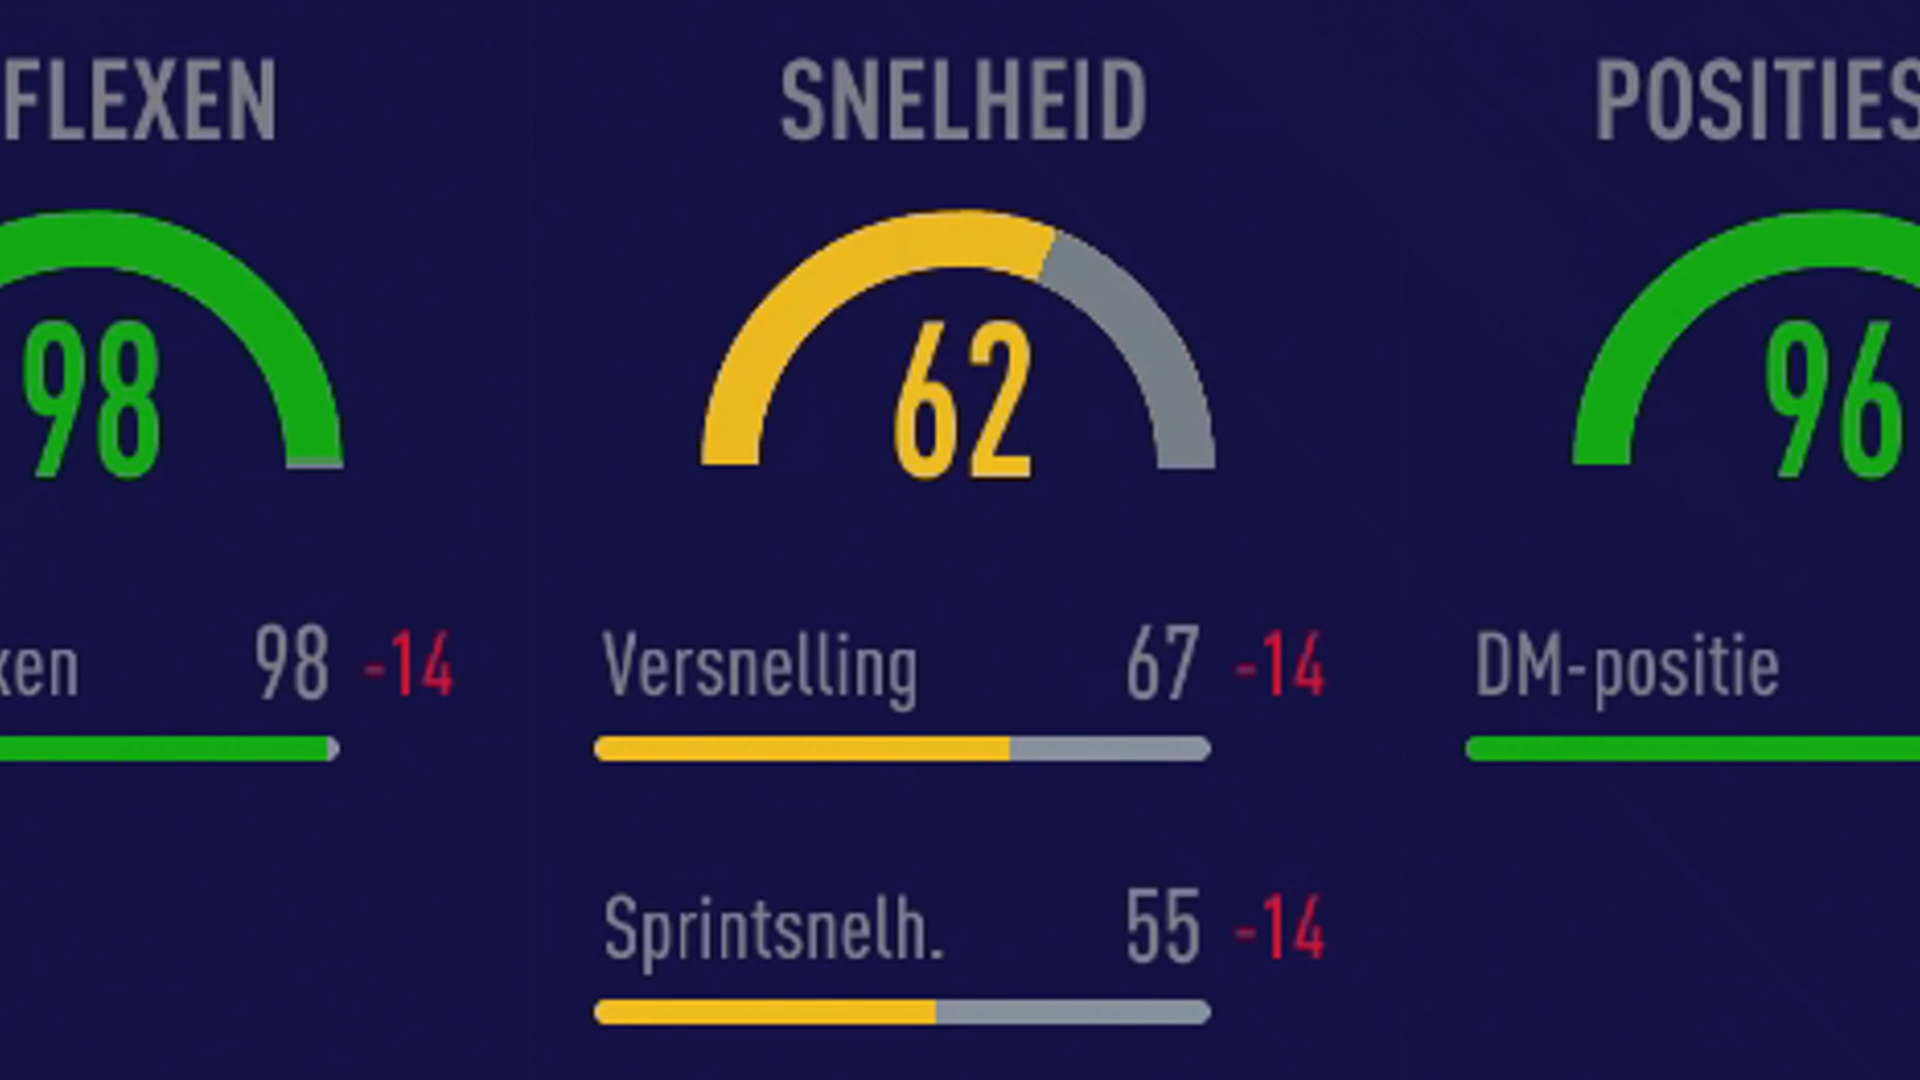 FLEXEN SNELHEID POSITIES
98 62 96
xen 98 -14 Versnelling 67 -14 DM-positie
Sprintsnelh. 55 -14